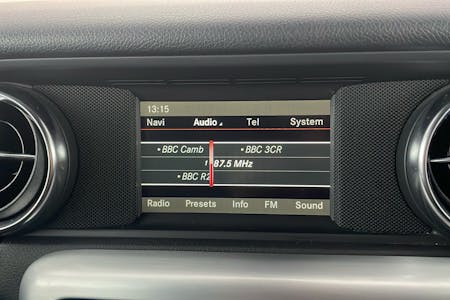 13:15
Navi Audio Tel System
• BBC Camb • BBC 3CR
87.5 MHz
• BBC R2
Radio Presets Info FM Sound